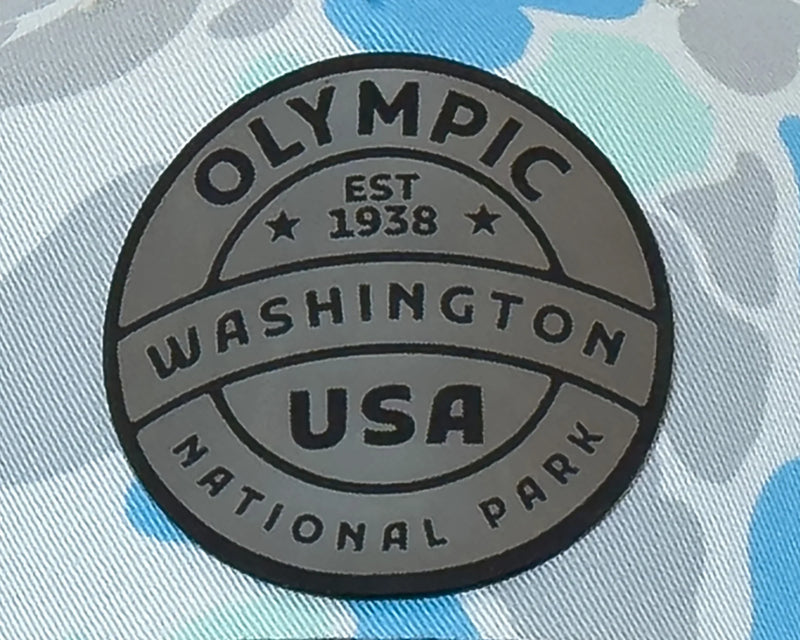 OLYMPIC
EST
1938
WASHINGTON
USA
NATIONAL PARK